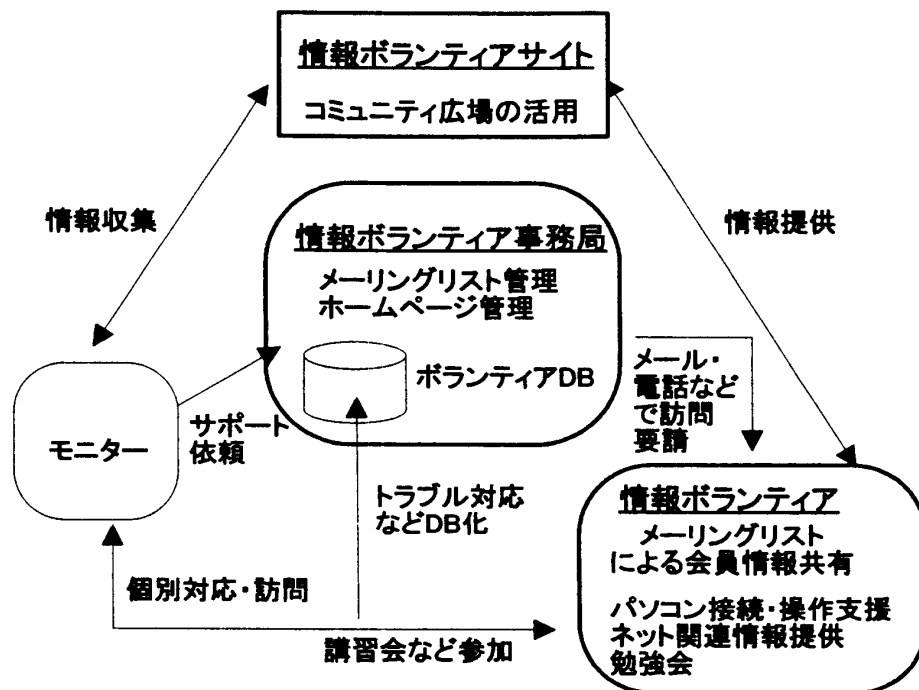 情報ボランティアサイト
コミュニティ広場の活用
情報収集
情報提供
情報ボランティア事務局
メーリングリスト管理
ホームページ管理
ボランティアDB
メール・
電話など
で訪問
要請
サポート
依頼
モニター
トラブル対応
などDB化
個別対応・訪問
講習会など参加
情報ボランティア
メーリングリスト
による会員情報共有
パソコン接続・操作支援
ネット関連情報提供
勉強会